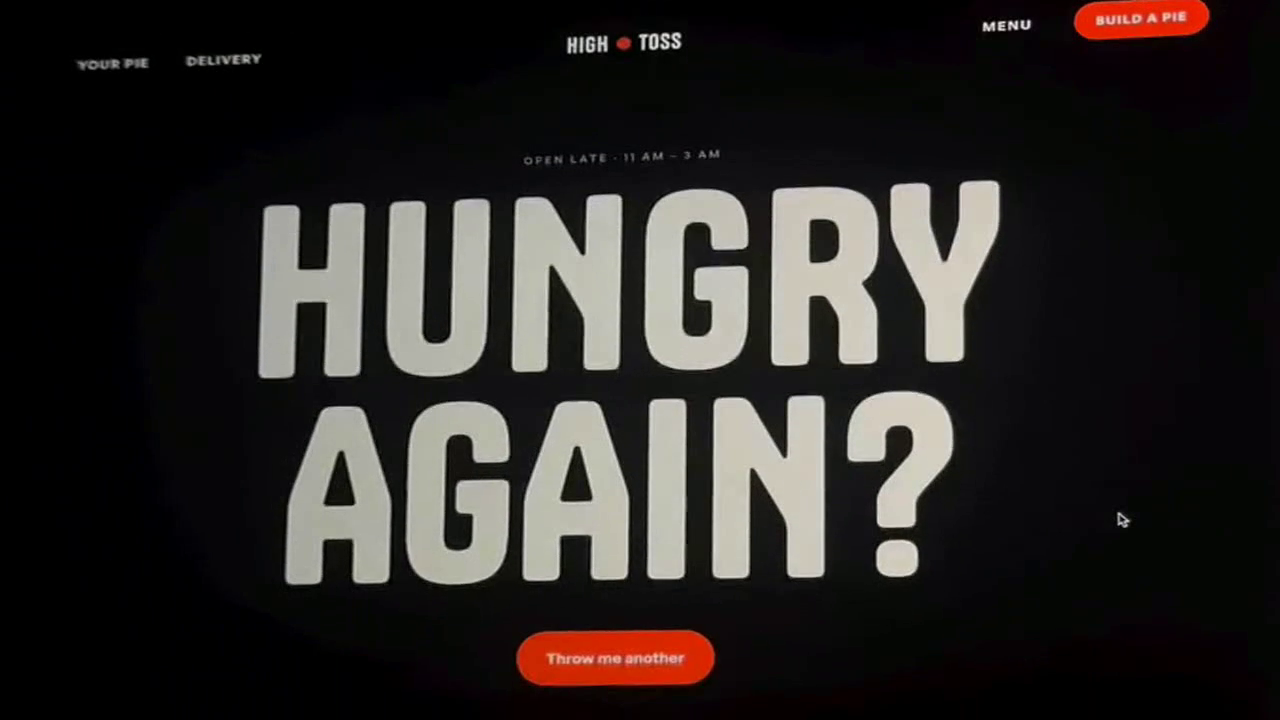 YOUR PIE DELIVERY HIGH TOSS MENU BUILD A PIE
OPEN LATE · 11 AM – 3 AM
HUNGRY
AGAIN?
Throw me another